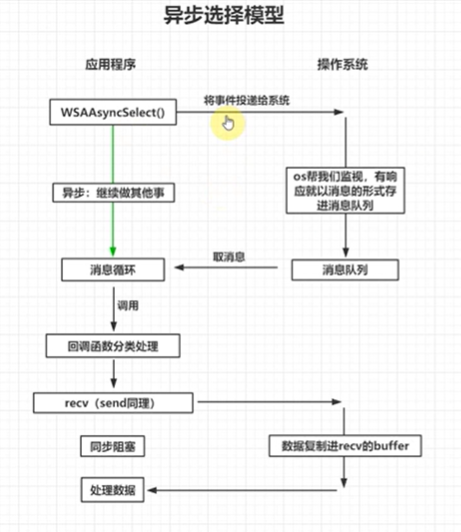 异步选择模型
应用程序
操作系统
WSAAsyncSelect()
将事件投递给系统
os帮我们监视，有响
应就以消息的形式存
进消息队列
异步：继续做其他事
消息循环
取消息
消息队列
调用
回调函数分类处理
recv（send同理）
同步阻塞
数据复制进recv的buffer
处理数据